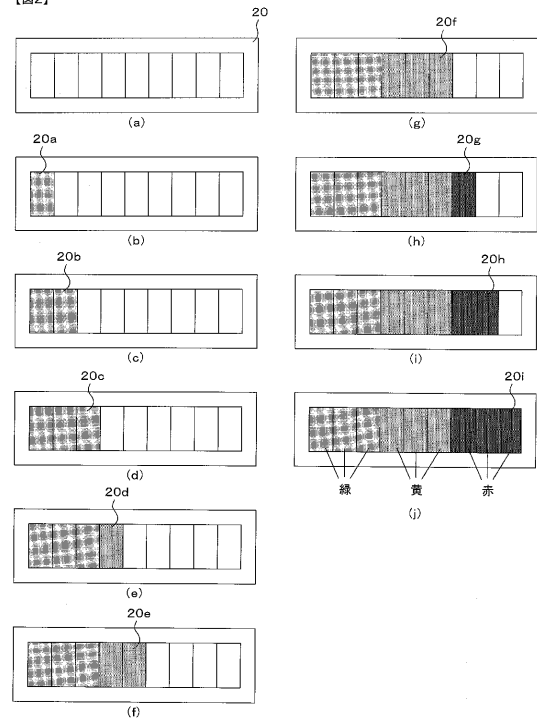 【図2】
20
(a)
20a
(b)
20b
(c)
20c
(d)
20d
(e)
20e
(f)
20f
(g)
20g
(h)
20h
(i)
20i
緑 黄 赤
(j)